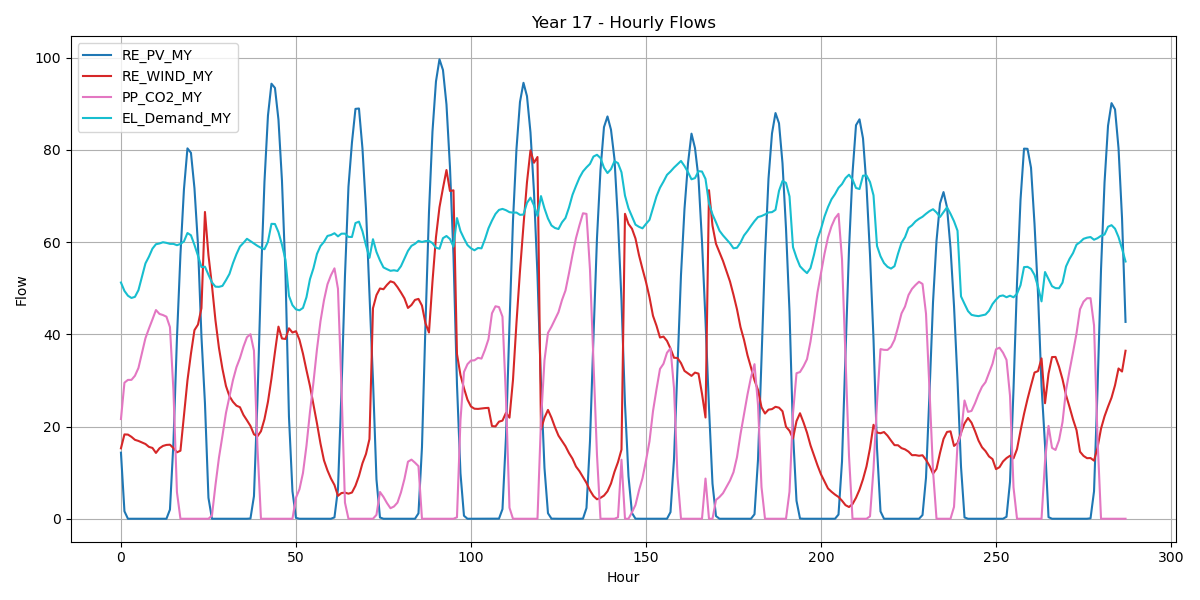 Year 17 - Hourly Flows
RE_PV_MY
RE_WIND_MY
PP_CO2_MY
EL_Demand_MY
Flow
100
80
60
40
20
0
0 50 100 150 200 250 300
Hour